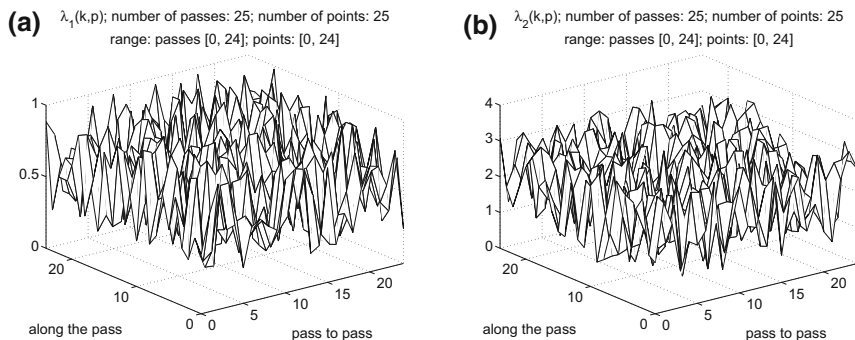 (a)
λ1(k,p); number of passes: 25; number of points: 25
range: passes [0, 24]; points: [0, 24]
1
0.5
0
20
10
0
0
5
10
15
20
along the pass
pass to pass
(b)
λ2(k,p); number of passes: 25; number of points: 25
range: passes [0, 24]; points: [0, 24]
4
3
2
1
0
20
10
0
0
5
10
15
20
along the pass
pass to pass